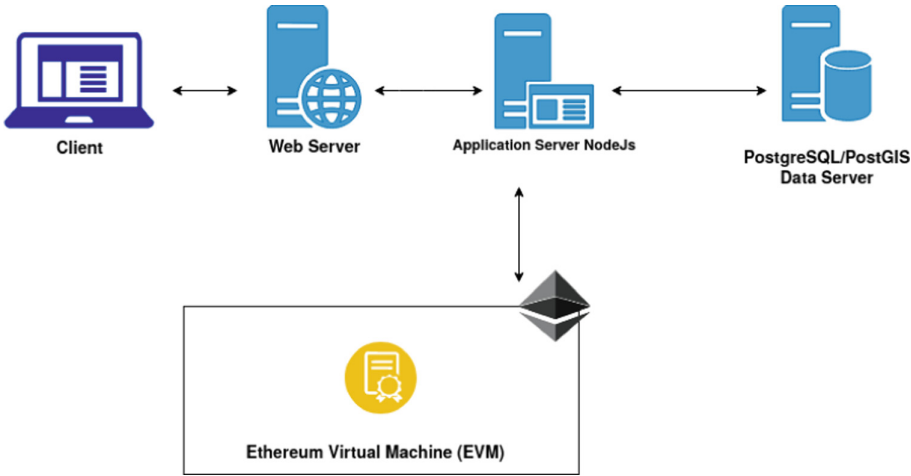 Client
Web Server
Application Server NodeJs
PostgreSQL/PostGIS
Data Server
Ethereum Virtual Machine (EVM)